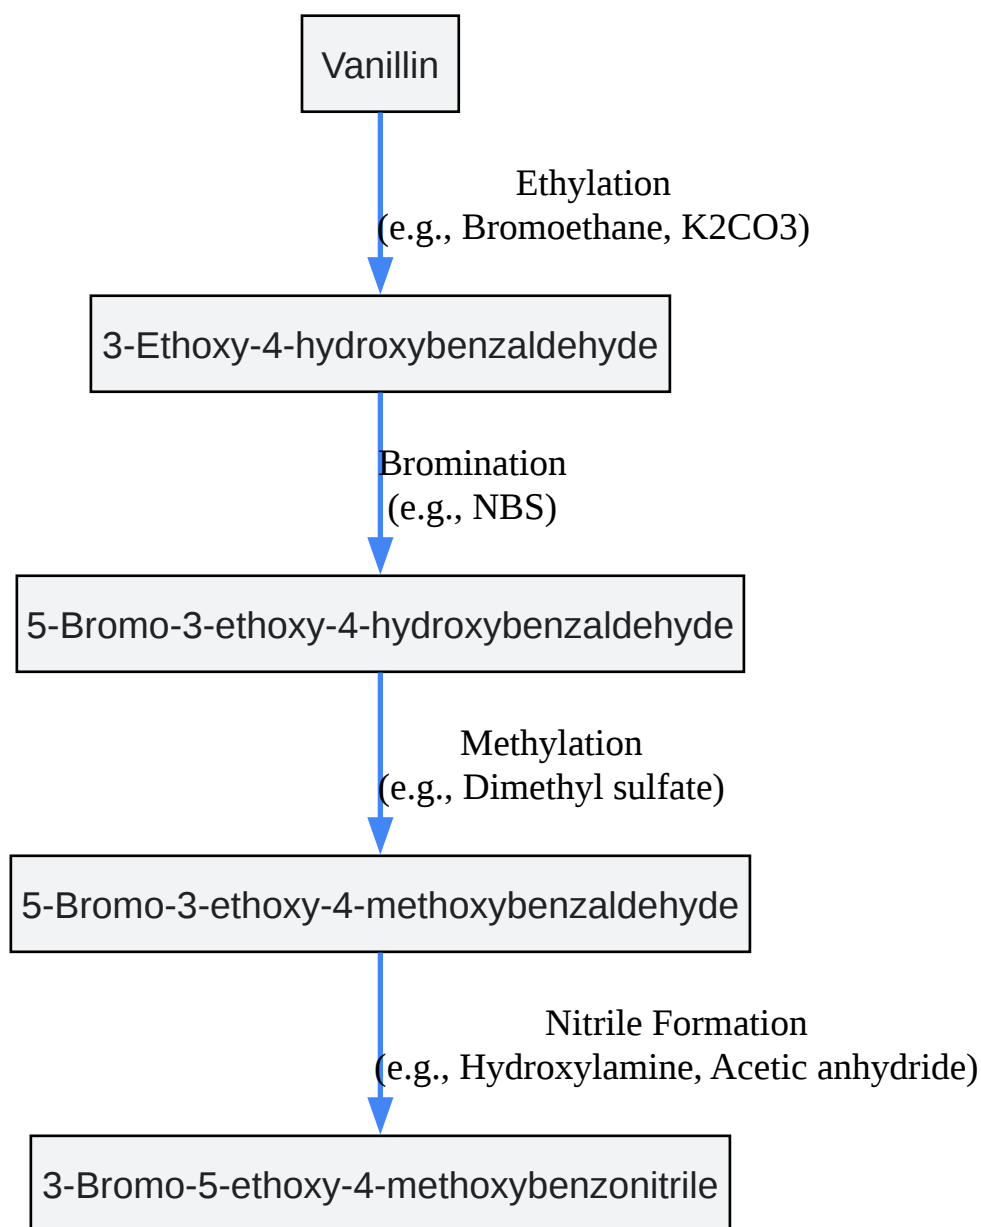 Vanillin
Ethylation
(e.g., Bromoethane, K2CO3)
3-Ethoxy-4-hydroxybenzaldehyde
Bromination
(e.g., NBS)
5-Bromo-3-ethoxy-4-hydroxybenzaldehyde
Methylation
(e.g., Dimethyl sulfate)
5-Bromo-3-ethoxy-4-methoxybenzaldehyde
Nitrile Formation
(e.g., Hydroxylamine, Acetic anhydride)
3-Bromo-5-ethoxy-4-methoxybenzonitrile